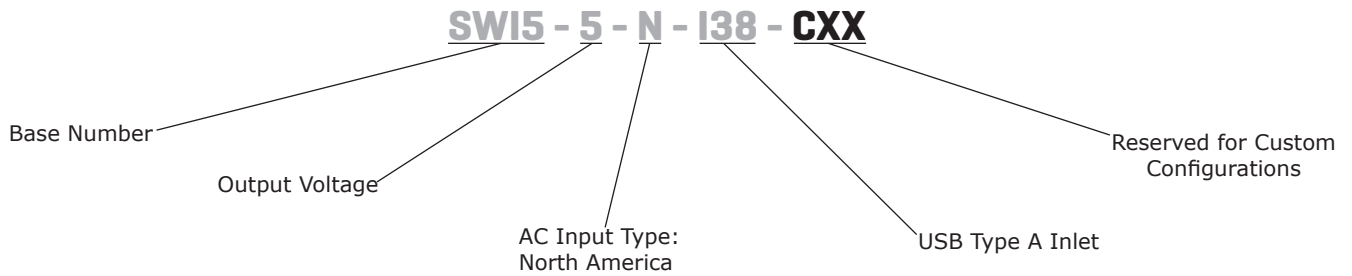 SWI5 - 5 - N - I38 - CXX
Base Number
Reserved for Custom
Configurations
Output Voltage
AC Input Type:
North America
USB Type A Inlet